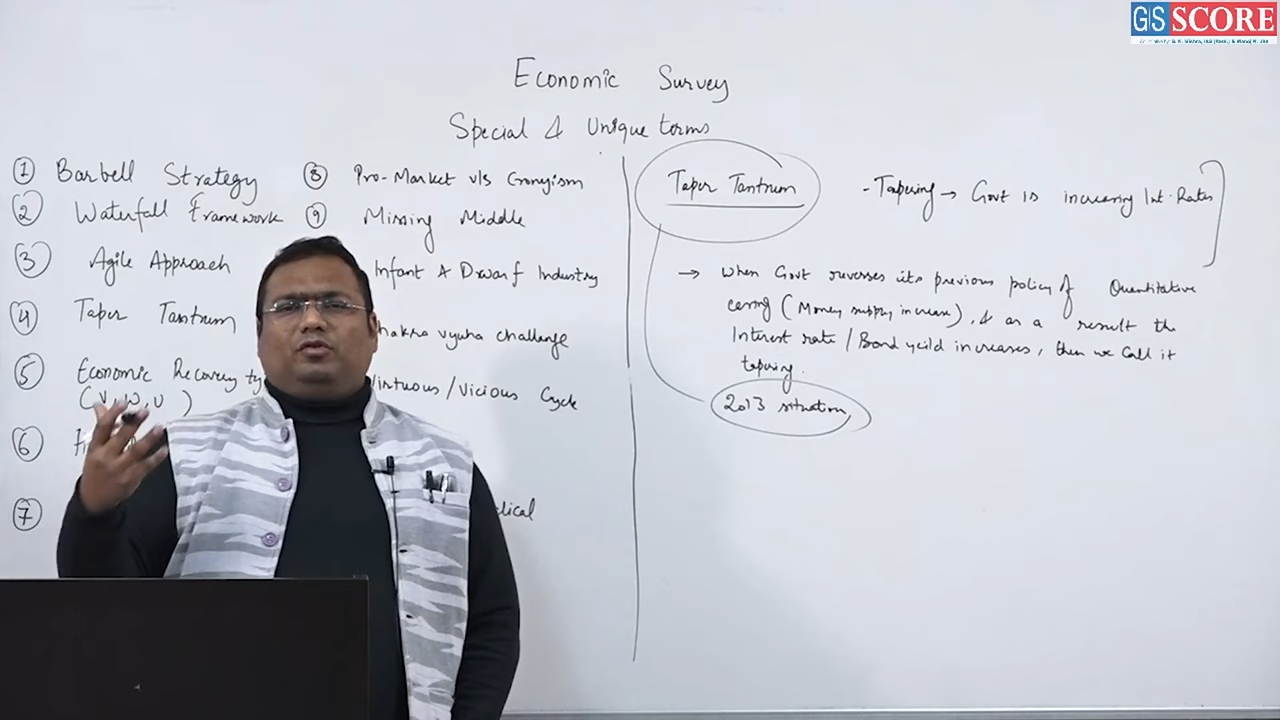 GS SCORE
Economic Survey
Special & Unique terms
① Barbell Strategy
② Waterfall Framework
③ Agile Approach
④ Taper Tantrum
⑤ Economic Recovery
(V, W, U)
⑥
⑦
⑧ Pro-Market v/s Cronyism
⑨ Missing Middle
Infant & Dwarf Industry
hakra vyuha challenge
Virtuous/Vicious Cycle
Taper Tantrum
- Tapering → Govt is increasing Int. Rates
→ When Govt reverses its previous policy of Quantitative
easing (Money supply increase), & as a result the
Interest rate / Bond yeild increases, then we call it
tapering.
2013 situation